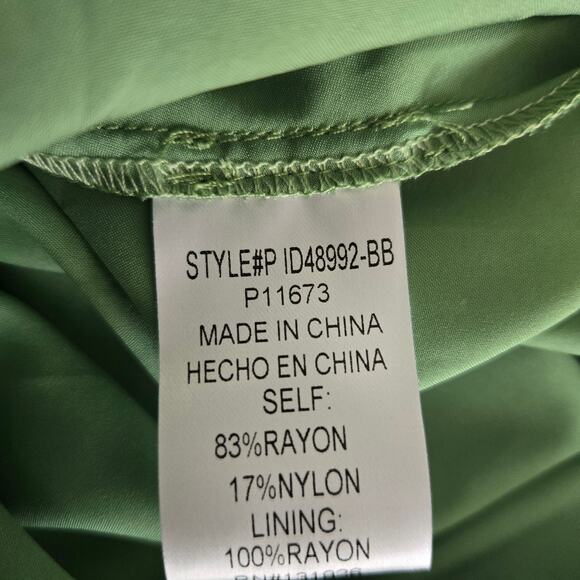 STYLE#P ID48992-BB
P11673
MADE IN CHINA
HECHO EN CHINA
SELF:
83%RAYON
17%NYLON
LINING:
100%RAYON